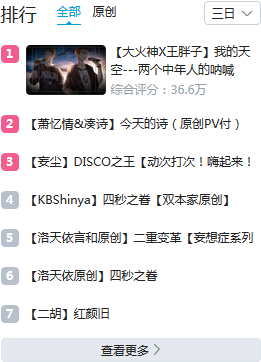 排行 全部 原创 三日
1 【大火神X王胖子】我的天
空---两个中年人的呐喊
综合评分：36.6万
2 【萧忆情&凑诗】今天的诗（原创PV付）
3 【妄尘】DISCO之王【动次打次！嗨起来！
4 【KBShinya】四秒之眷【双本家原创】
5 【洛天依言和原创】二重变革【妄想症系列
6 【洛天依原创】四秒之眷
7 【二胡】红颜旧
查看更多